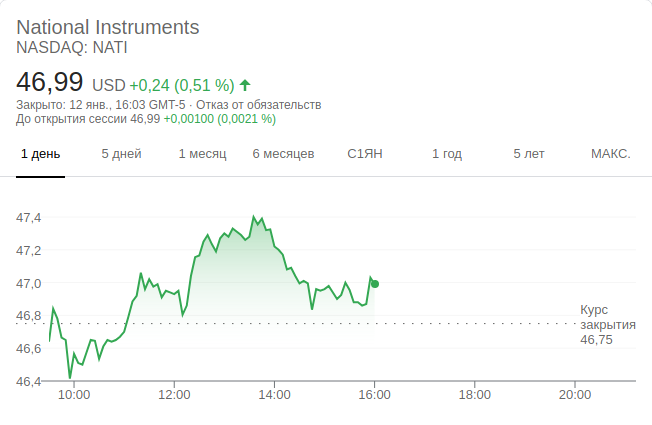 National Instruments
NASDAQ: NATI
46,99 USD +0,24 (0,51 %)
Закрыто: 12 янв., 16:03 GMT-5 · Отказ от обязательств
До открытия сессии 46,99 +0,00100 (0,0021 %)
1 день 5 дней 1 месяц 6 месяцев С1ЯН 1 год 5 лет МАКС.
47,4
47,2
47,0
46,8
46,6
46,4
Курс
закрытия
46,75
10:00 12:00 14:00 16:00 18:00 20:00